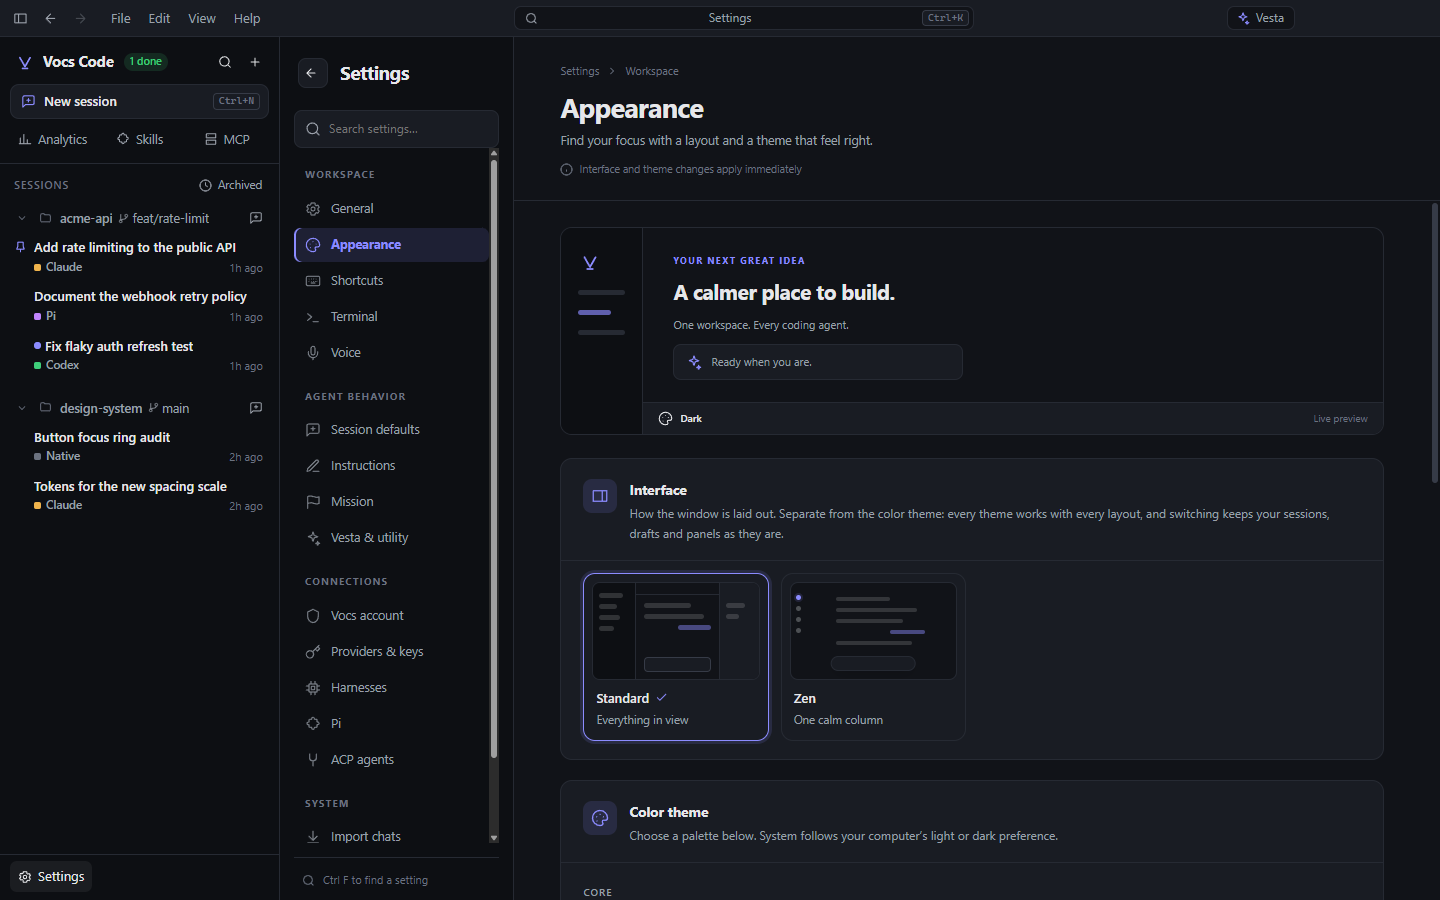 File Edit View Help
Settings
Ctrl+K
Vesta
Vocs Code 1 done
New session Ctrl+N
Analytics Skills MCP
SESSIONS Archived
acme-api feat/rate-limit
Add rate limiting to the public API
Claude 1h ago
Document the webhook retry policy
Pi 1h ago
Fix flaky auth refresh test
Codex 1h ago
design-system main
Button focus ring audit
Native 2h ago
Tokens for the new spacing scale
Claude 2h ago
Settings
Settings
Search settings...
WORKSPACE
General
Appearance
Shortcuts
Terminal
Voice
AGENT BEHAVIOR
Session defaults
Instructions
Mission
Vesta & utility
CONNECTIONS
Vocs account
Providers & keys
Harnesses
Pi
ACP agents
SYSTEM
Import chats
Ctrl F to find a setting
Settings > Workspace
Appearance
Find your focus with a layout and a theme that feel right.
Interface and theme changes apply immediately
YOUR NEXT GREAT IDEA
A calmer place to build.
One workspace. Every coding agent.
Ready when you are.
Dark Live preview
Interface
How the window is laid out. Separate from the color theme: every theme works with every layout, and switching keeps your sessions,
drafts and panels as they are.
Standard
Everything in view
Zen
One calm column
Color theme
Choose a palette below. System follows your computer's light or dark preference.
CORE